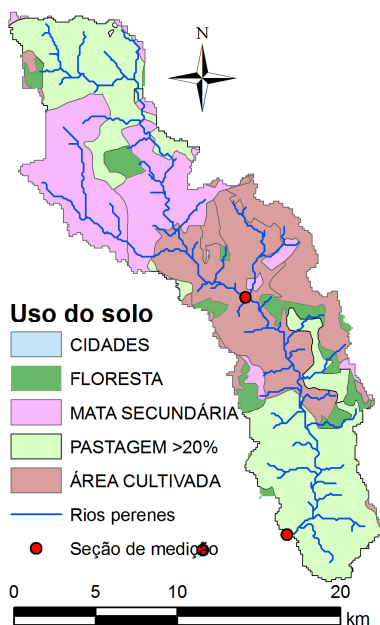 N
Uso do solo
CIDADES
FLORESTA
MATA SECUNDÁRIA
PASTAGEM >20%
ÁREA CULTIVADA
Rios perenes
Seção de medição
0 5 10 20
km